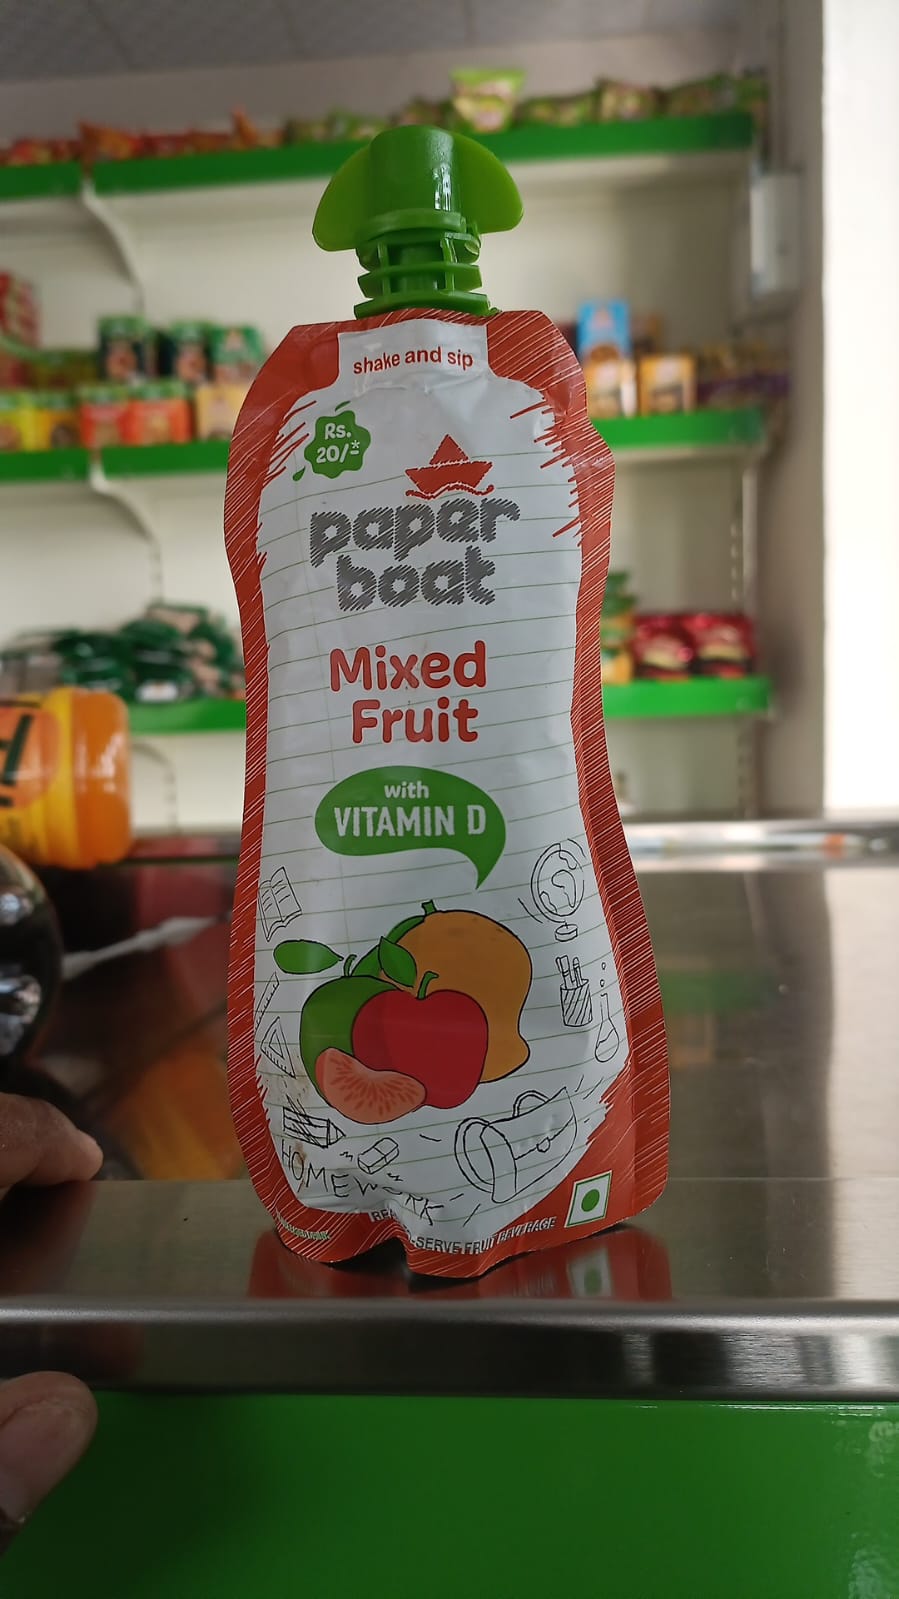 shake and sip
Rs.
20/-*
paper
boat
Mixed
Fruit
with
VITAMIN D
HOMEWORK
-SERVE FRUIT BEVERAGE